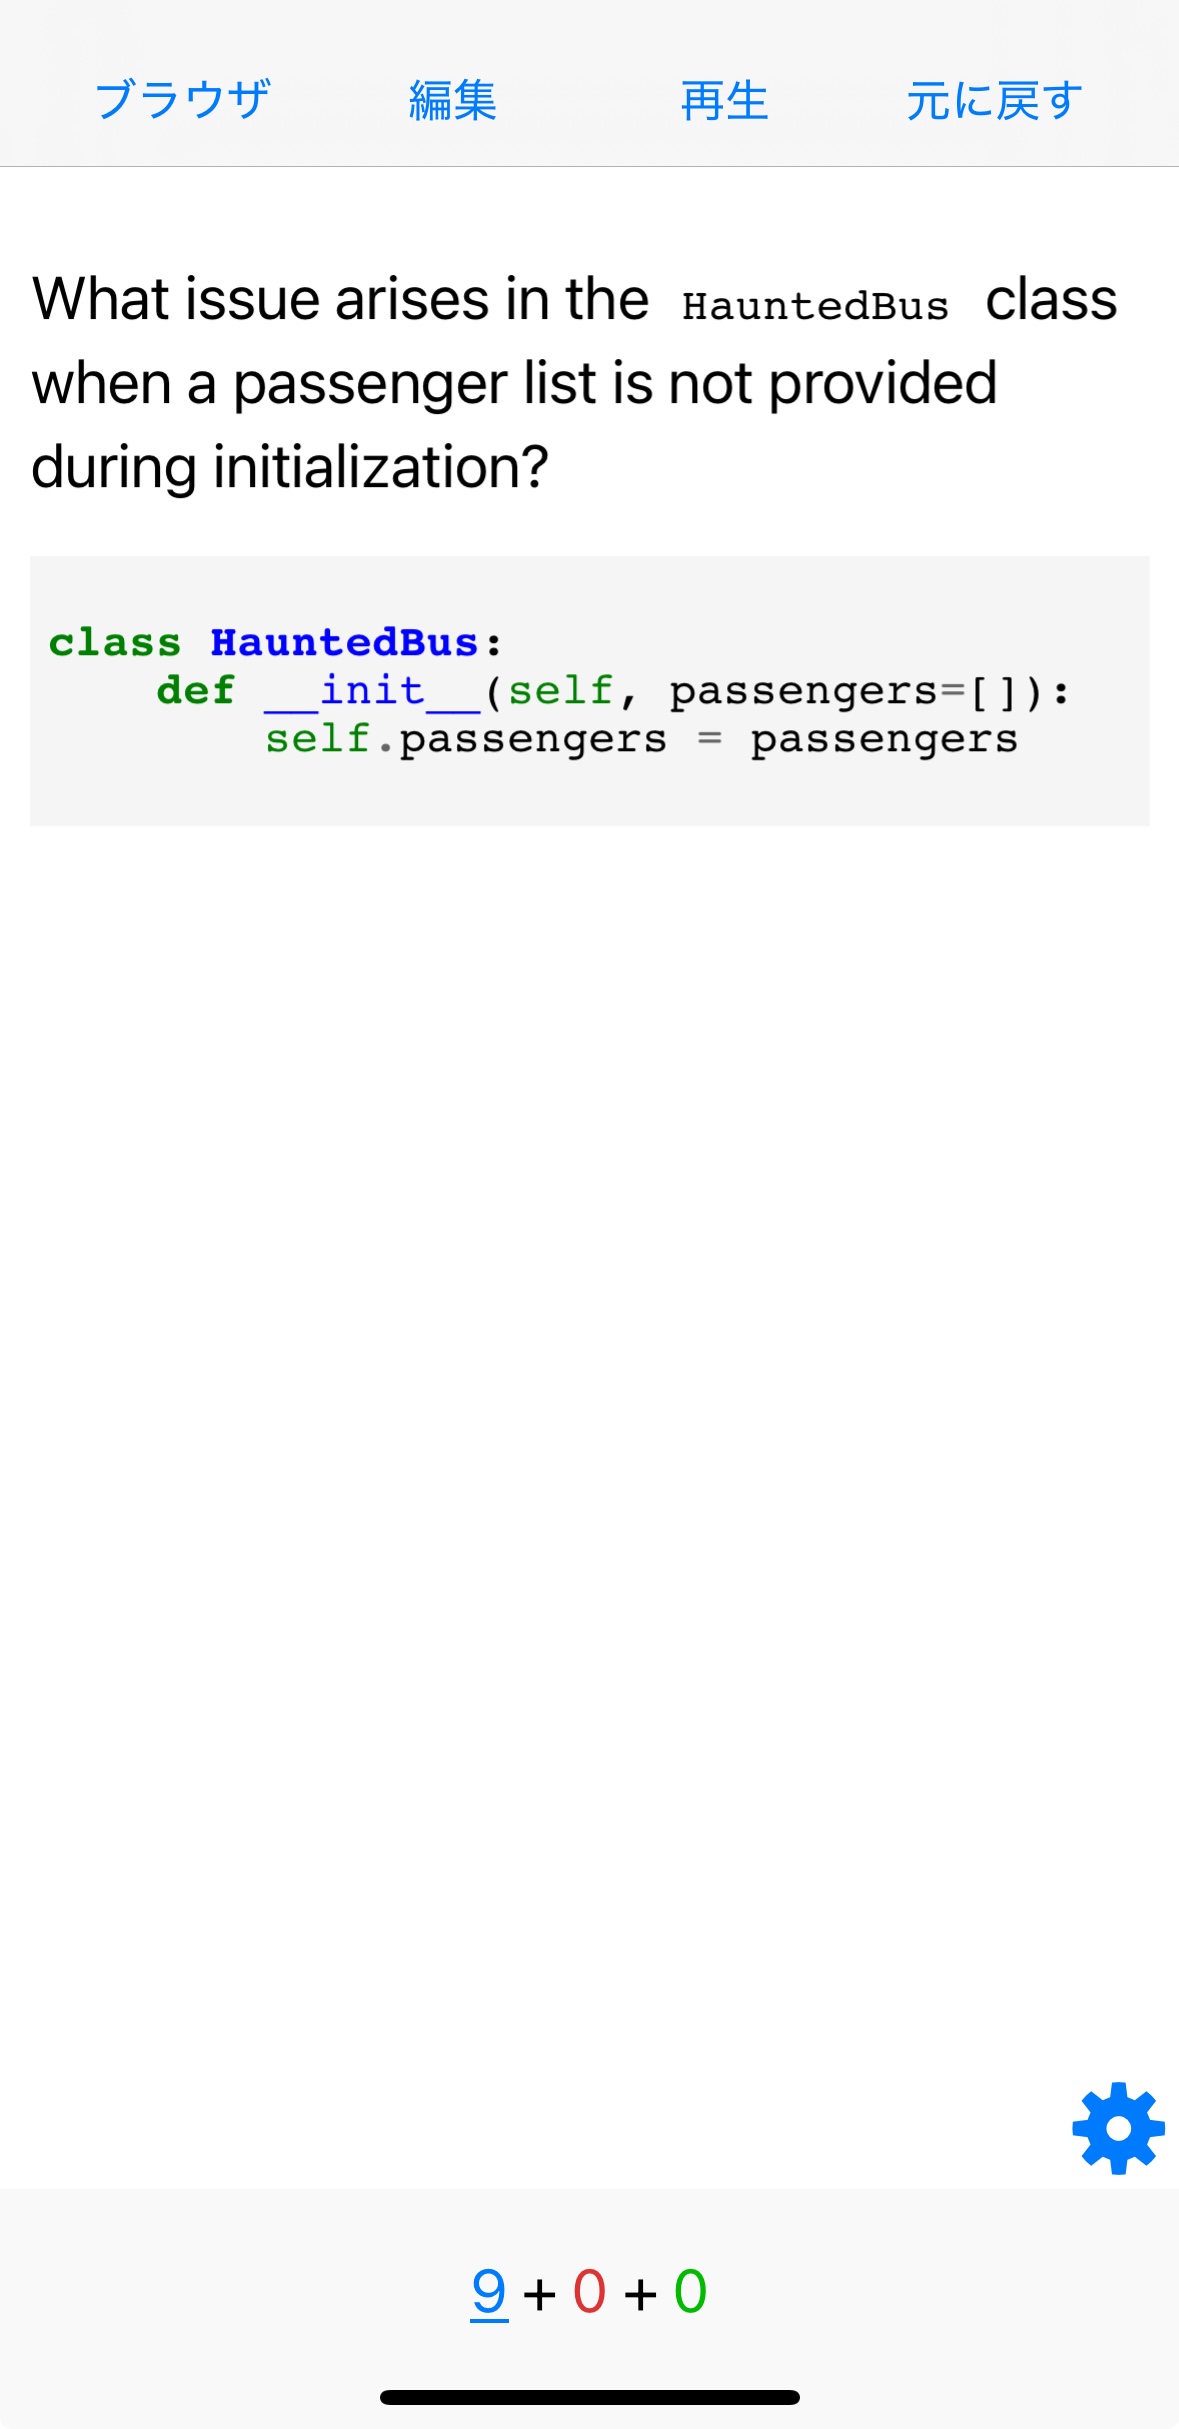 ブラウザ 編集 再生 元に戻す
What issue arises in the HauntedBus class
when a passenger list is not provided
during initialization?
class HauntedBus:
    def __init__(self, passengers=[]):
        self.passengers = passengers
9 + 0 + 0